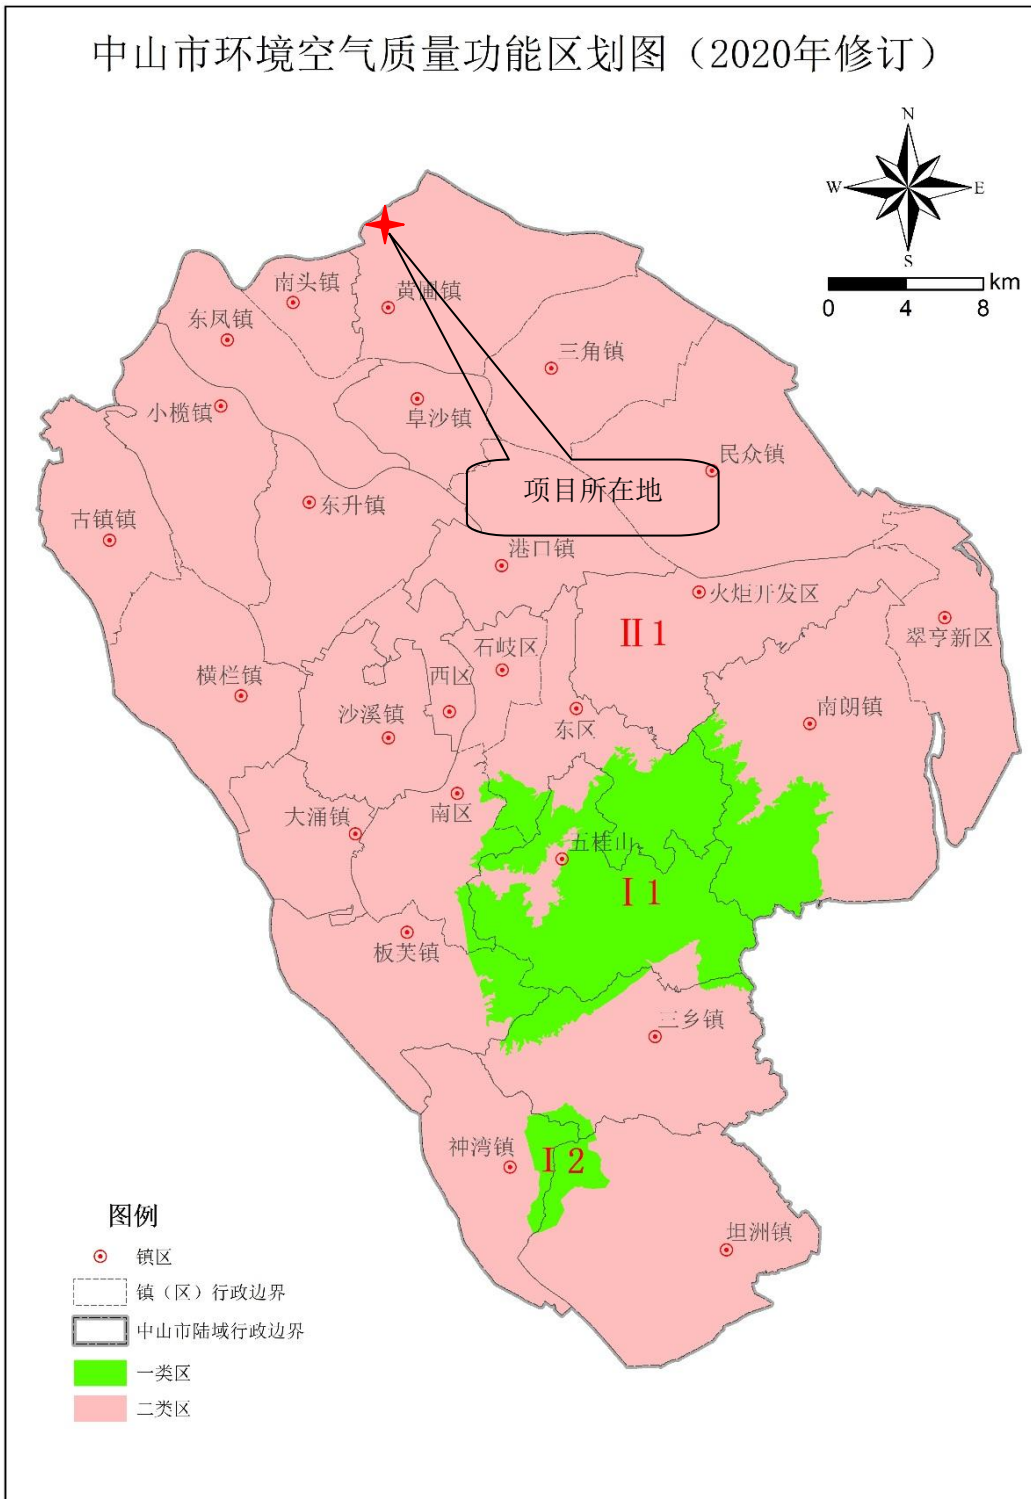 中山市环境空气质量功能区划图（2020年修订）
N
W
E
S
km
0
4
8
南头镇
黄圃镇
东凤镇
三角镇
小榄镇
阜沙镇
民众镇
项目所在地
东升镇
古镇镇
港口镇
火炬开发区
翠亨新区
Ⅱ1
石岐区
西区
横栏镇
沙溪镇
东区
南朗镇
南区
大涌镇
五桂山
Ⅰ1
板芙镇
三乡镇
神湾镇
Ⅰ2
坦洲镇
图例
镇区
镇（区）行政边界
中山市陆域行政边界
一类区
二类区